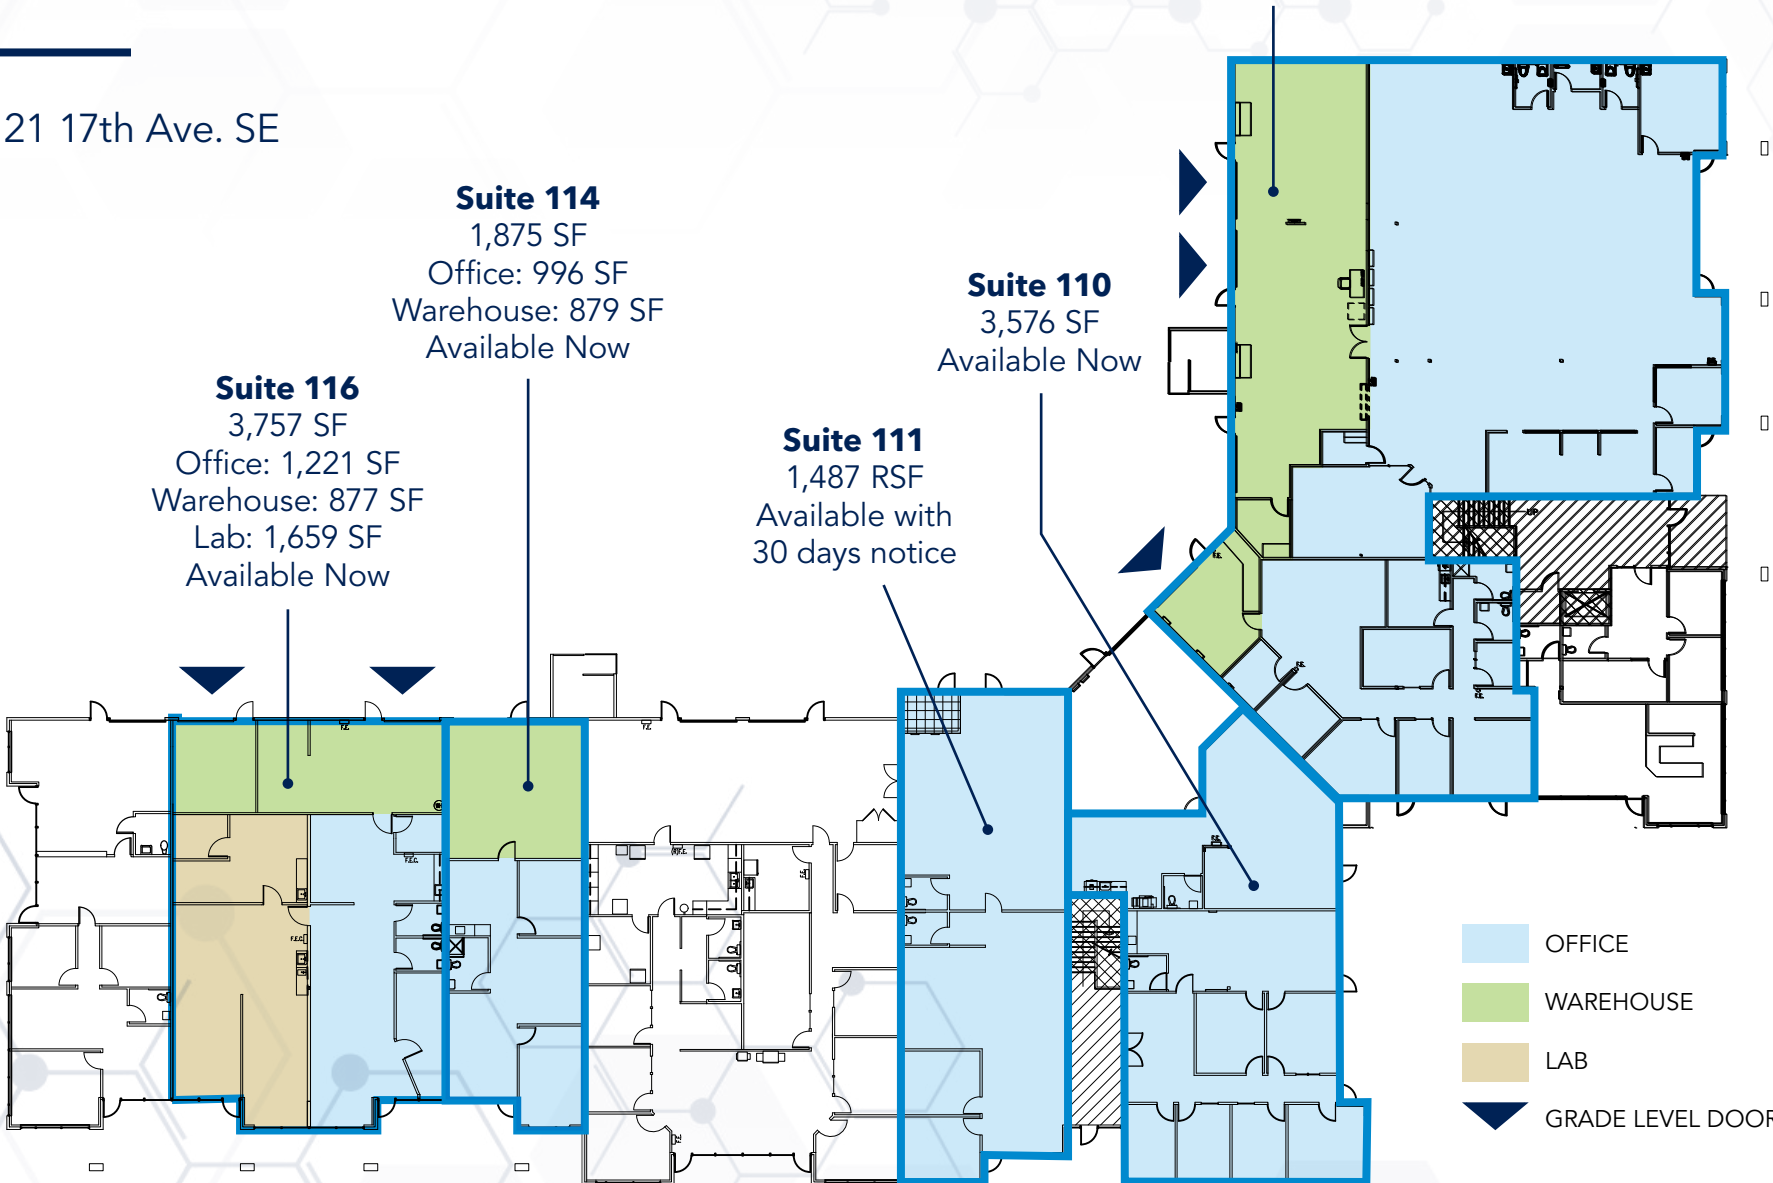 21 17th Ave. SE
Suite 114
1,875 SF
Office: 996 SF
Warehouse: 879 SF
Available Now
Suite 110
3,576 SF
Available Now
Suite 116
3,757 SF
Office: 1,221 SF
Warehouse: 877 SF
Lab: 1,659 SF
Available Now
Suite 111
1,487 RSF
Available with
30 days notice
UP
F.E.
F.E.
F.E.
F.E.C.
F.E.C.
F.E.
F.E.
OFFICE
WAREHOUSE
LAB
GRADE LEVEL DOOR